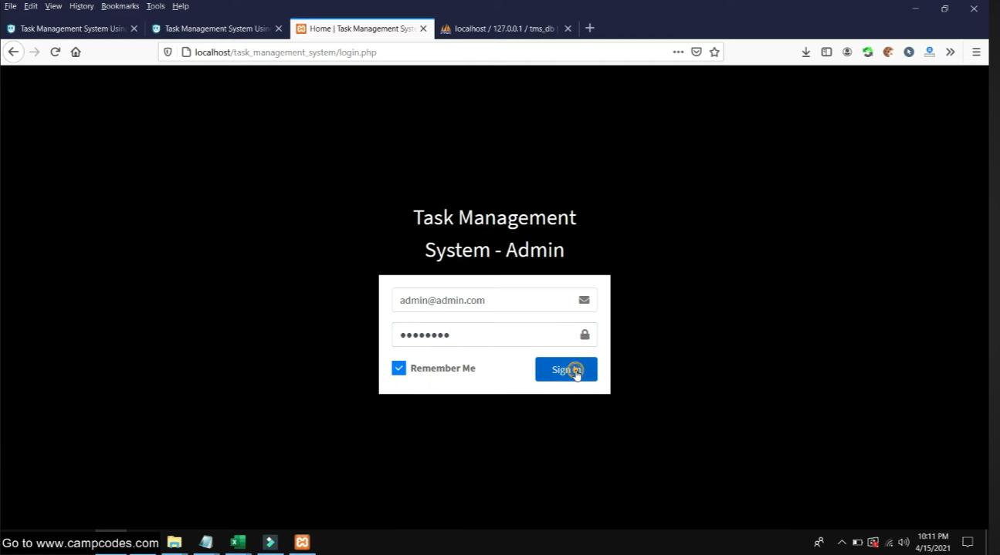 File Edit View History Bookmarks Tools Help
Task Management System Usin
Task Management System Usin
Home | Task Management Syst
localhost / 127.0.0.1 / tms_db |
localhost/task_management_system/login.php
Task Management
System - Admin
admin@admin.com
Remember Me
Sign In
Go to www.campcodes.com
10:11 PM
4/15/2021